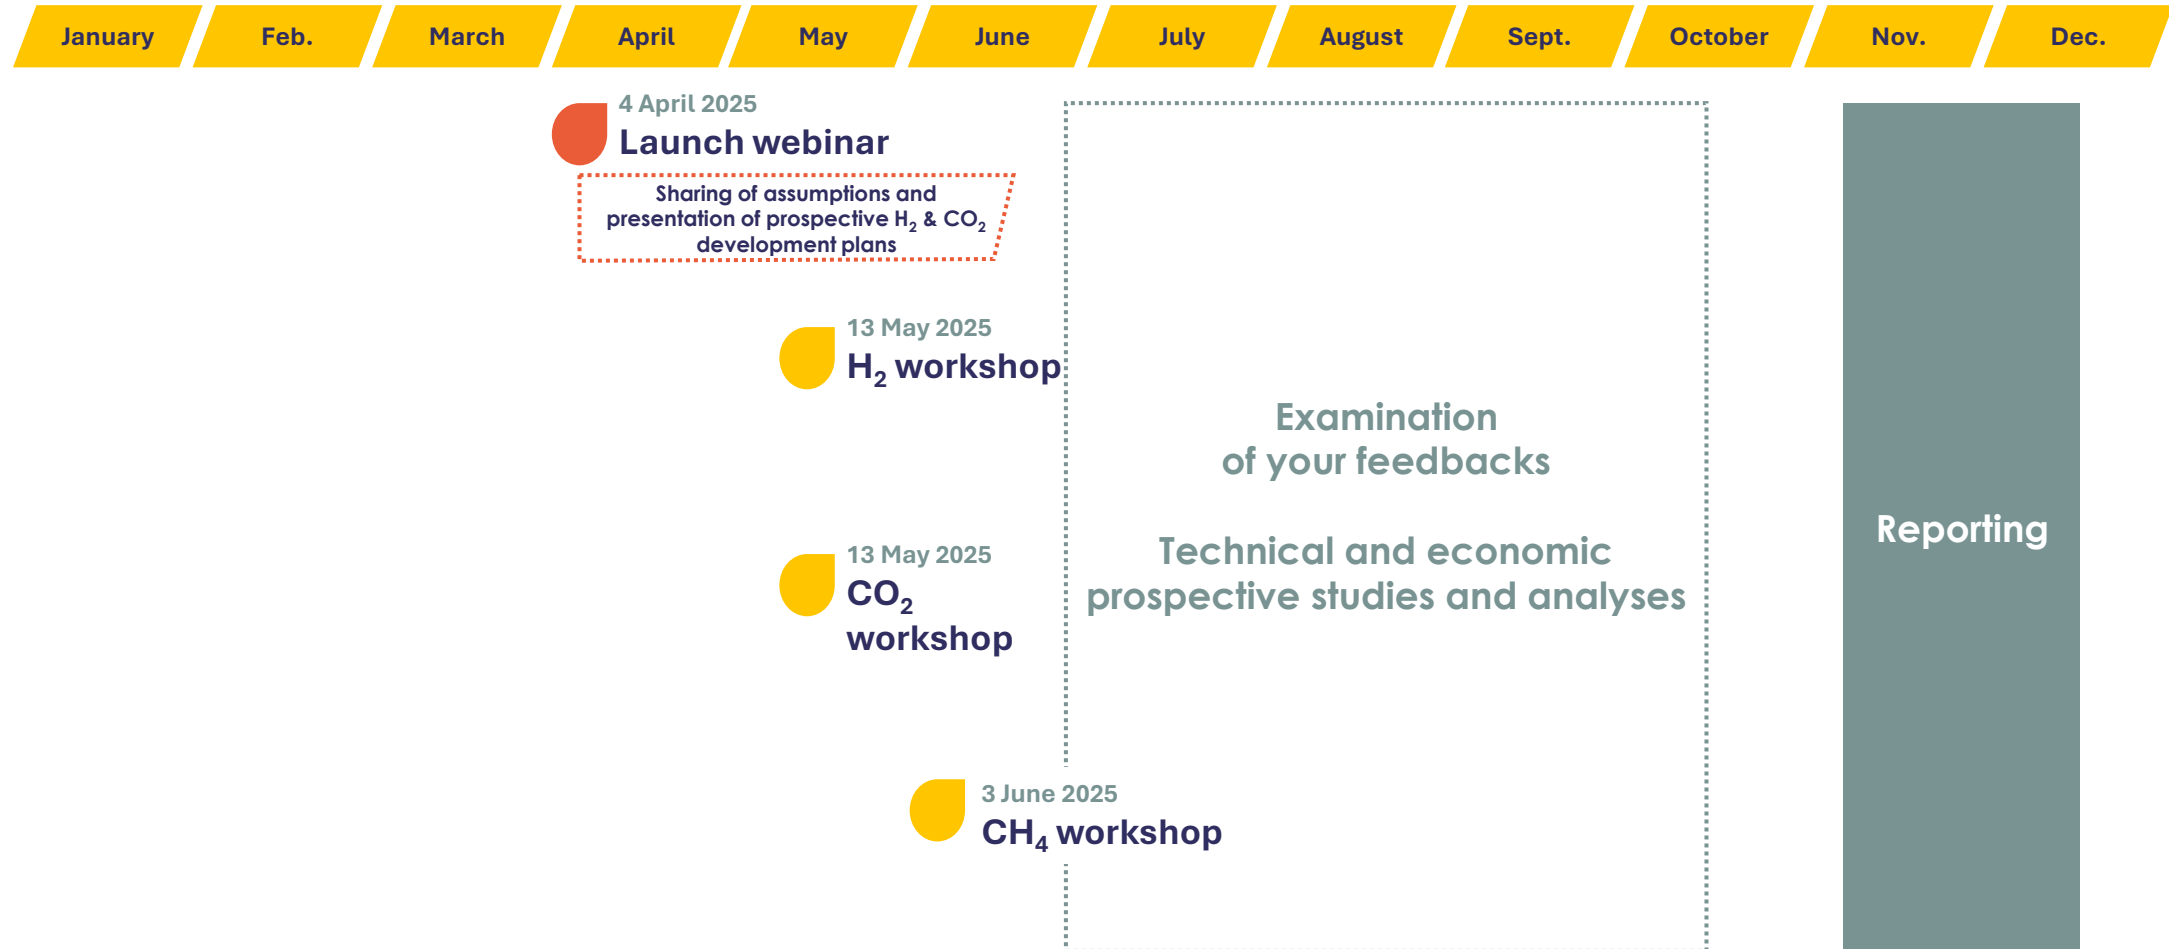 January
Feb.
March
April
May
June
July
August
Sept.
October
Nov.
Dec.
4 April 2025
Launch webinar
Sharing of assumptions and
presentation of prospective H₂ & CO₂
development plans
13 May 2025
H₂ workshop
Examination
of your feedbacks
Technical and economic
prospective studies and analyses
Reporting
13 May 2025
CO₂
workshop
3 June 2025
CH₄ workshop